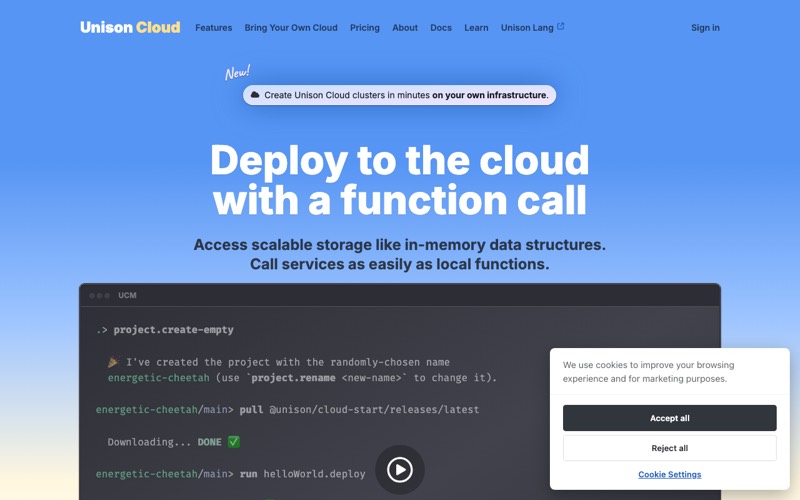 Unison Cloud
Features
Bring Your Own Cloud
Pricing
About
Docs
Learn
Unison Lang
Sign in
New!
Create Unison Cloud clusters in minutes on your own infrastructure.
Deploy to the cloud
with a function call
Access scalable storage like in-memory data structures.
Call services as easily as local functions.
UCM
.> project.create-empty
🎉 I've created the project with the randomly-chosen name
energetic-cheetah (use `project.rename <new-name>` to change it).
energetic-cheetah/main> pull @unison/cloud-start/releases/latest
Downloading... DONE ✅
energetic-cheetah/main> run helloWorld.deploy
We use cookies to improve your browsing
experience and for marketing purposes.
Accept all
Reject all
Cookie Settings